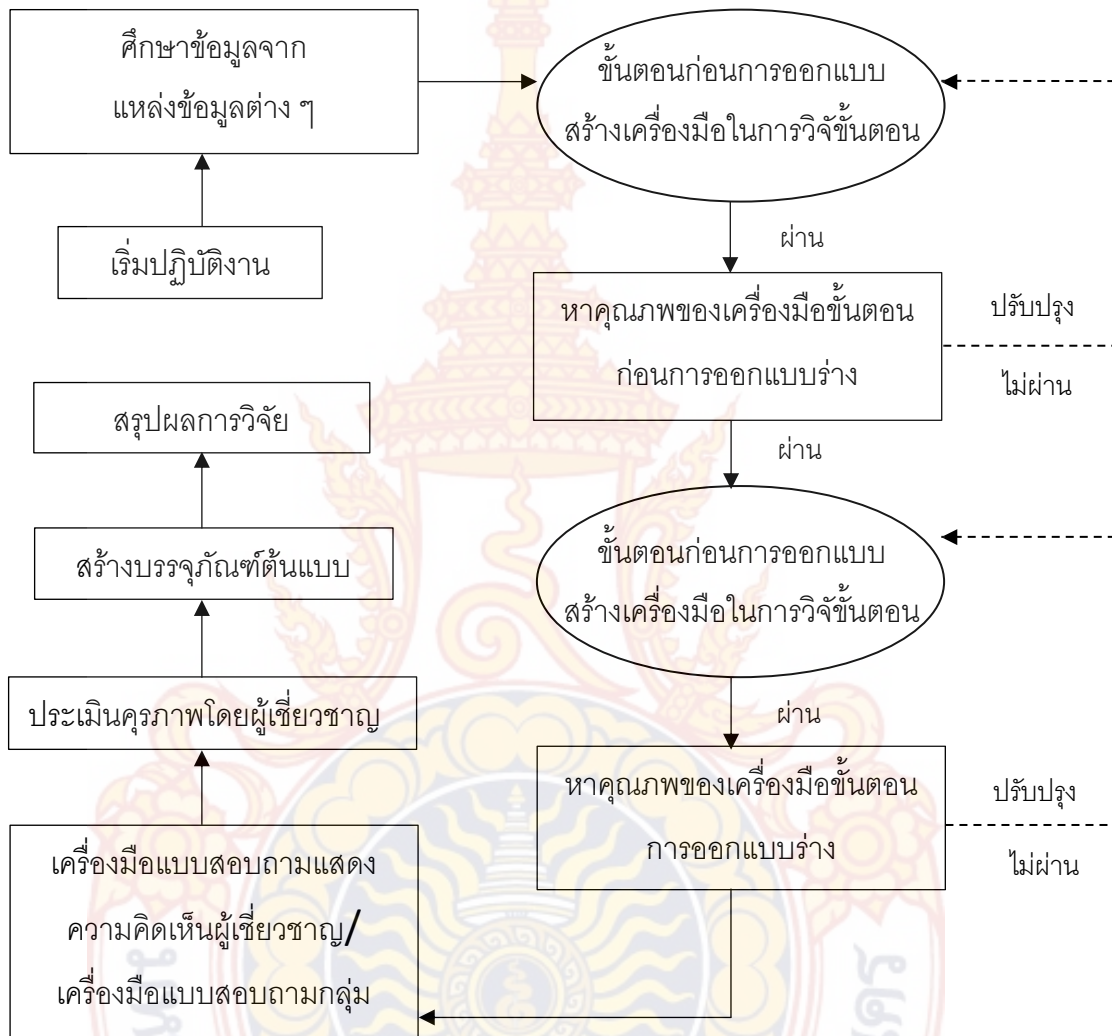 ศึกษาข้อมูลจาก
แหล่งข้อมูลต่าง ๆ
ขั้นตอนก่อนการออกแบบ
สร้างเครื่องมือในการวิจัขั้นตอน
เริ่มปฏิบัติงาน
ผ่าน
หาคุณภพของเครื่องมือขั้นตอน
ก่อนการออกแบบร่าง
ปรับปรุง
ไม่ผ่าน
สรุปผลการวิจัย
ผ่าน
ขั้นตอนก่อนการออกแบบ
สร้างเครื่องมือในการวิจัขั้นตอน
สร้างบรรจุภัณฑ์ต้นแบบ
ประเมินคุรภาพโดยผู้เชี่ยวชาญ
ผ่าน
หาคุณภพของเครื่องมือขั้นตอน
การออกแบบร่าง
ปรับปรุง
ไม่ผ่าน
เครื่องมือแบบสอบถามแสดง
ความคิดเห็นผู้เชี่ยวชาญ/
เครื่องมือแบบสอบถามกลุ่ม